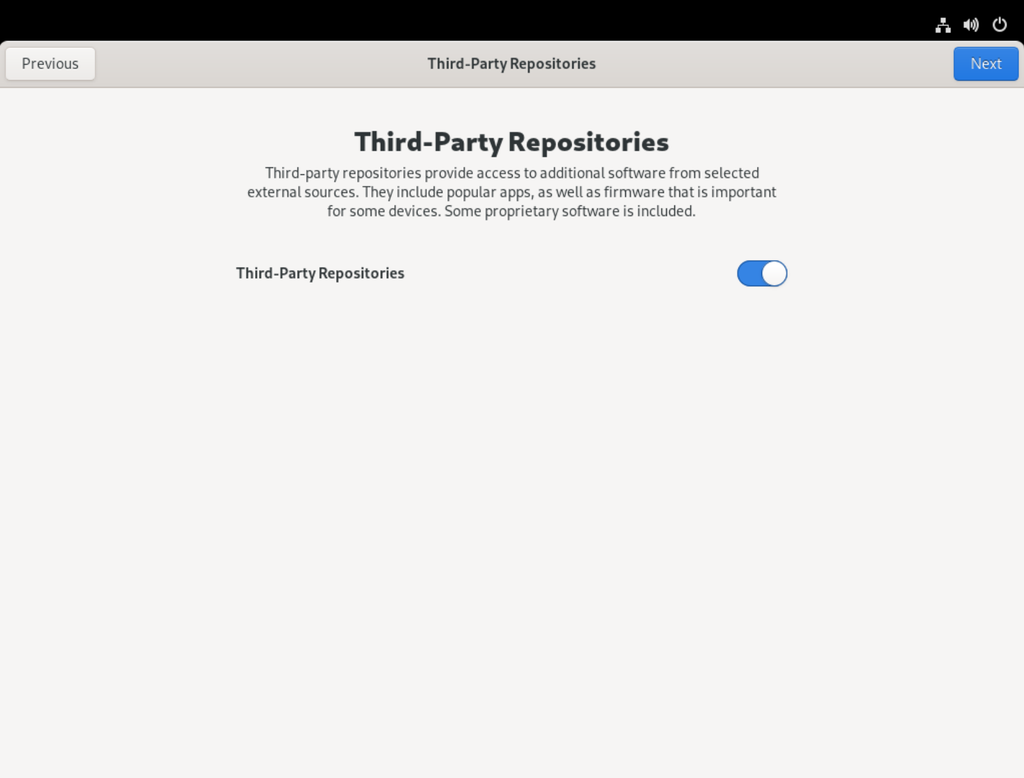 Previous
Third-Party Repositories
Next
Third-Party Repositories
Third-party repositories provide access to additional software from selected
external sources. They include popular apps, as well as firmware that is important
for some devices. Some proprietary software is included.
Third-Party Repositories